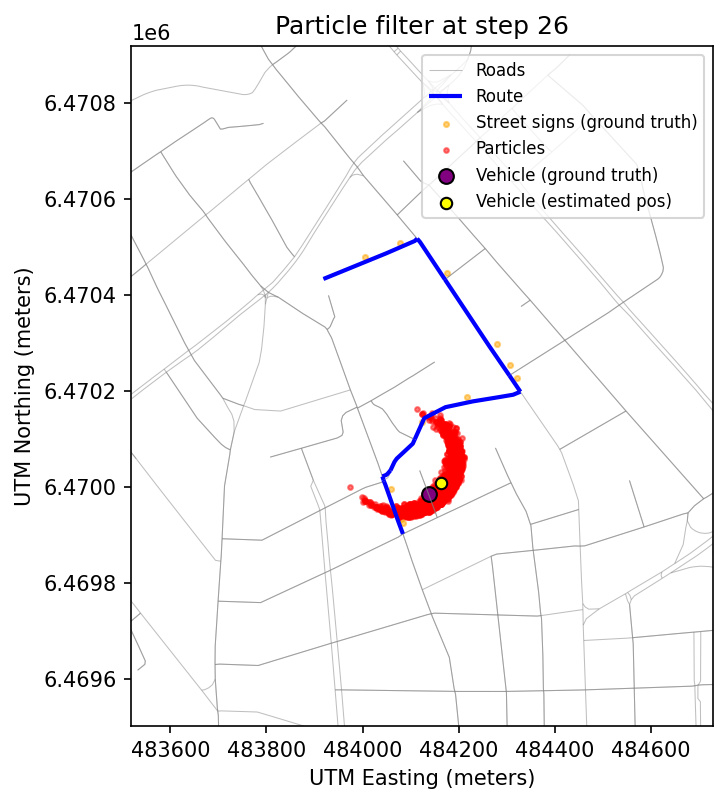 Particle filter at step 26
1e6
Roads
Route
Street signs (ground truth)
Particles
Vehicle (ground truth)
Vehicle (estimated pos)
6.4708
6.4706
6.4704
6.4702
6.4700
6.4698
6.4696
UTM Northing (meters)
483600 483800 484000 484200 484400 484600
UTM Easting (meters)